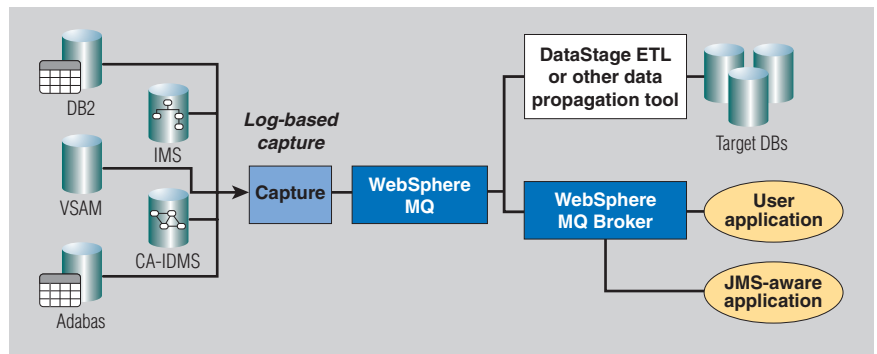 DB2
IMS
VSAM
CA-IDMS
Adabas
Log-based
capture
Capture
WebSphere
MQ
DataStage ETL
or other data
propagation tool
Target DBs
WebSphere
MQ Broker
User
application
JMS-aware
application